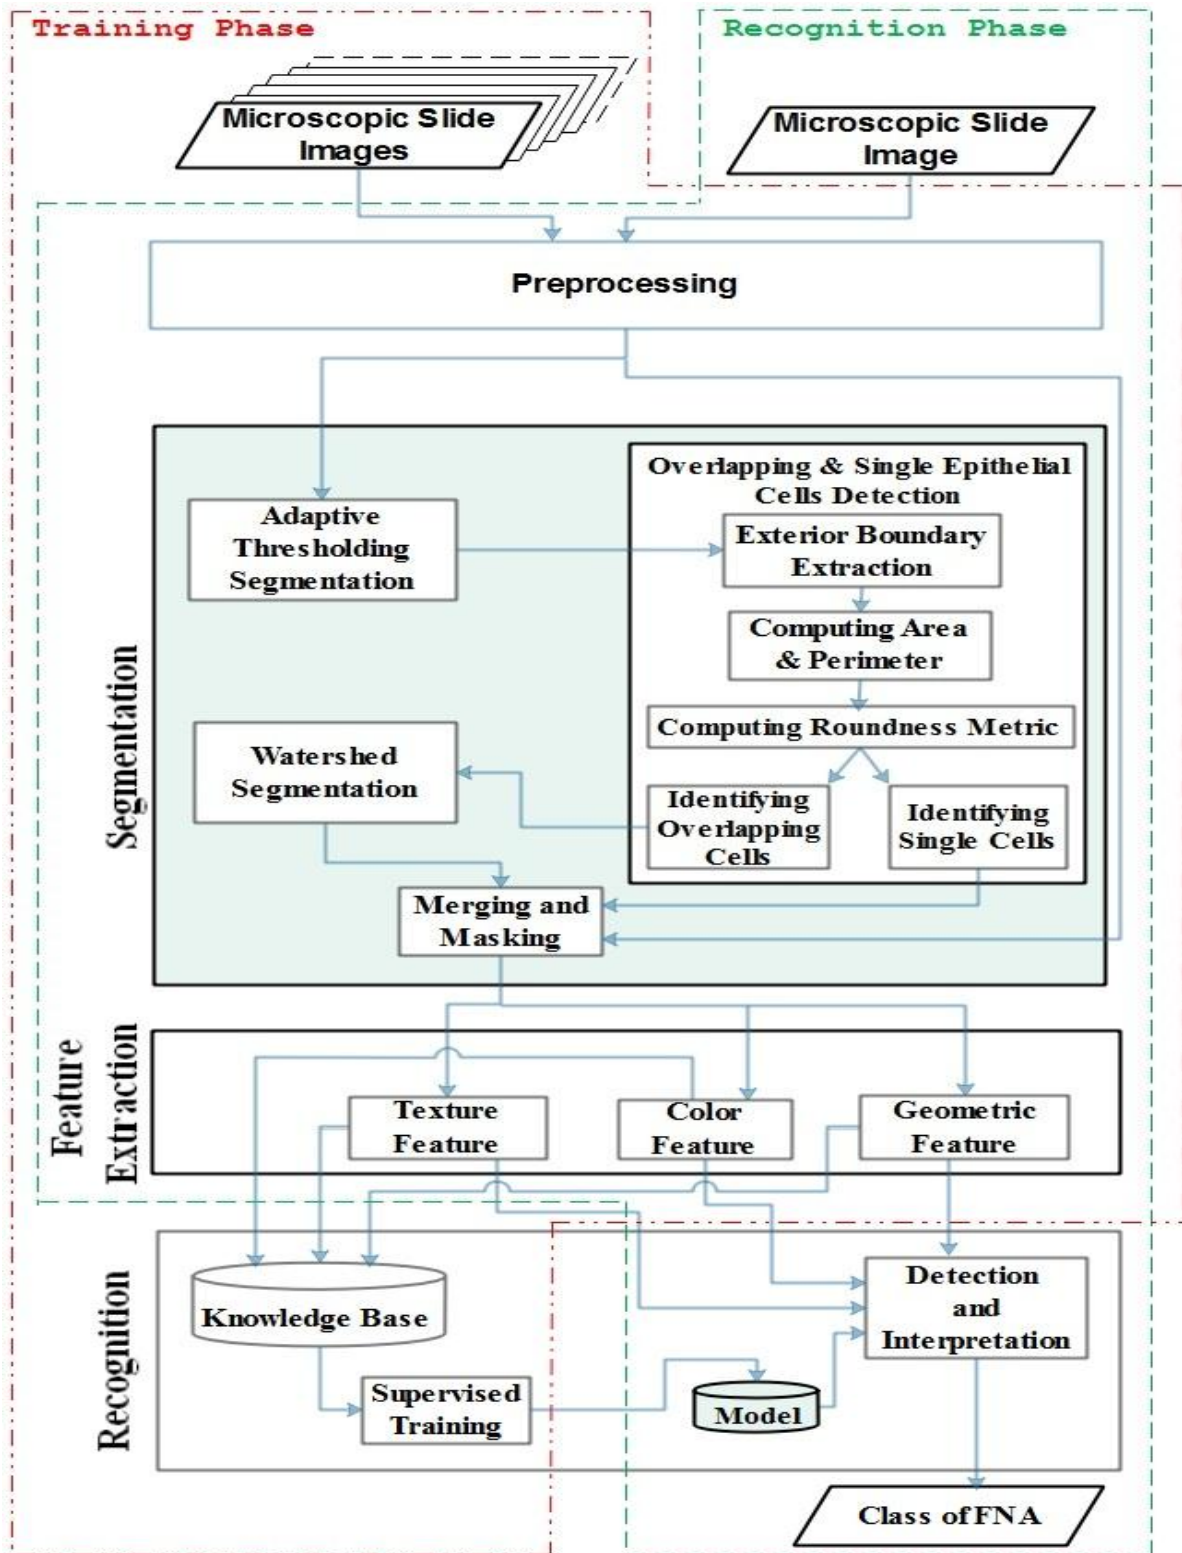 Training Phase
Recognition Phase
Microscopic Slide
Images
Microscopic Slide
Image
Preprocessing
Segmentation
Overlapping & Single Epithelial
Cells Detection
Adaptive
Thresholding
Segmentation
Exterior Boundary
Extraction
Computing Area
& Perimeter
Computing Roundness Metric
Watershed
Segmentation
Identifying
Overlapping
Cells
Identifying
Single Cells
Merging and
Masking
Feature
Extraction
Texture
Feature
Color
Feature
Geometric
Feature
Recognition
Knowledge Base
Detection
and
Interpretation
Supervised
Training
Model
Class of FNA